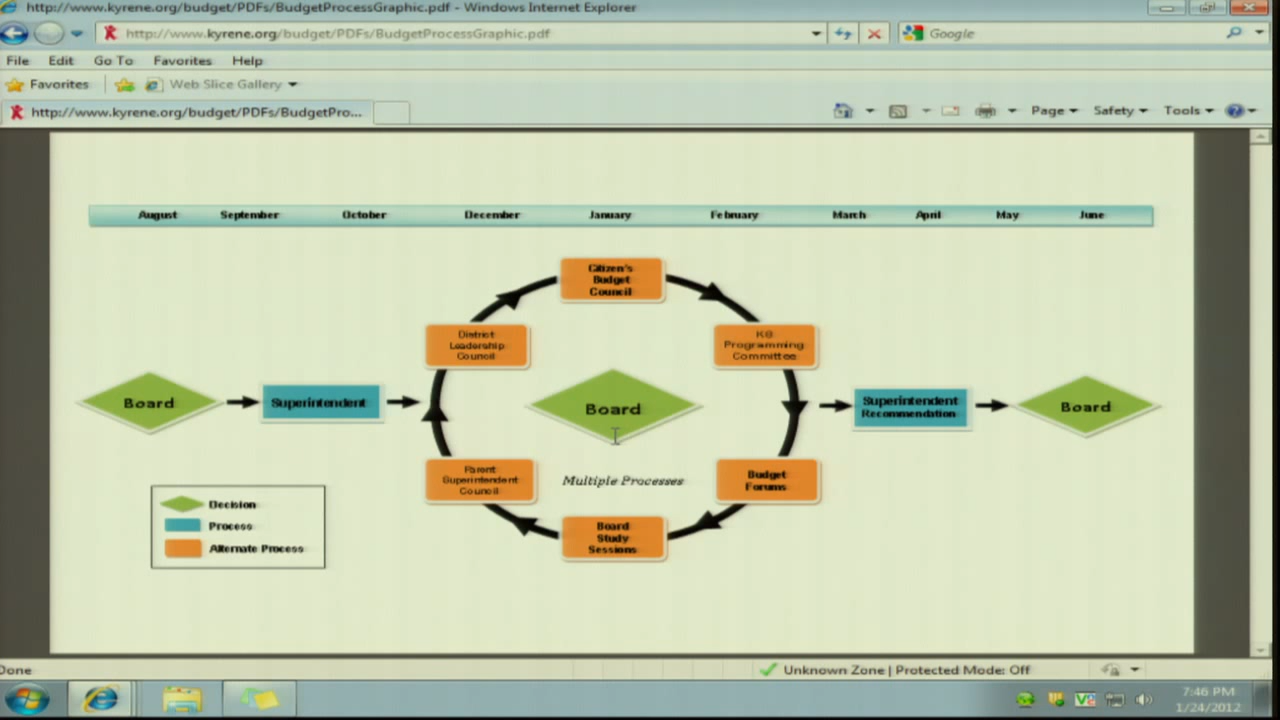 http://www.kyrene.org/budget/PDFs/BudgetProcessGraphic.pdf - Windows Internet Explorer
http://www.kyrene.org/budget/PDFs/BudgetProcessGraphic.pdf
Google
File Edit Go To Favorites Help
Favorites Web Slice Gallery
http://www.kyrene.org/budget/PDFs/BudgetPro...
Page Safety Tools
August September October December January February March April May June
Citizen's
Budget
Council
District
Leadership
Council
K8
Programming
Committee
Board
Superintendent
Board
Superintendent
Recommendation
Board
Parent
Superintendent
Council
Multiple Processes
Budget
Forums
Board
Study
Sessions
Decision
Process
Alternate Process
Done
Unknown Zone | Protected Mode: Off
7:46 PM
1/24/2012